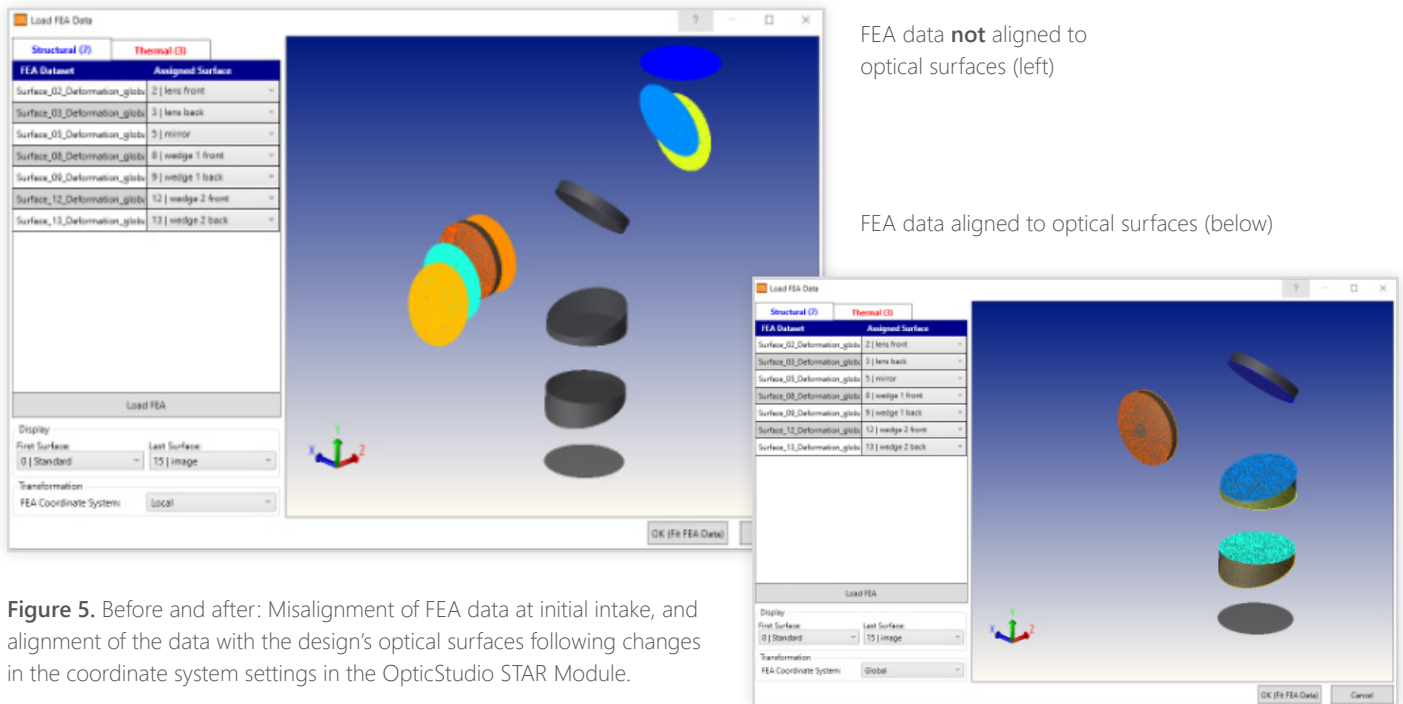 Load FEA Data
Structural (7) Thermal (3)
FEA Dataset Assigned Surface
Surface_02_Deformation_globa 2 | lens front
Surface_03_Deformation_globa 3 | lens back
Surface_05_Deformation_globa 5 | mirror
Surface_08_Deformation_globa 8 | wedge 1 front
Surface_09_Deformation_globa 9 | wedge 1 back
Surface_12_Deformation_globa 12 | wedge 2 front
Surface_13_Deformation_globa 13 | wedge 2 back
Load FEA
Display
First Surface: Last Surface:
0 | Standard 15 | image
Transformation
FEA Coordinate System: Local
X Y Z
OK (Fit FEA Data)
FEA data not aligned to
optical surfaces (left)
FEA data aligned to optical surfaces (below)
Load FEA Data
Structural (7) Thermal (3)
FEA Dataset Assigned Surface
Surface_02_Deformation_globa 2 | lens front
Surface_03_Deformation_globa 3 | lens back
Surface_05_Deformation_globa 5 | mirror
Surface_08_Deformation_globa 8 | wedge 1 front
Surface_09_Deformation_globa 9 | wedge 1 back
Surface_12_Deformation_globa 12 | wedge 2 front
Surface_13_Deformation_globa 13 | wedge 2 back
Load FEA
Display
First Surface: Last Surface:
0 | Standard 15 | image
Transformation
FEA Coordinate System: Global
X Y Z
OK (Fit FEA Data) Cancel
Figure 5. Before and after: Misalignment of FEA data at initial intake, and
alignment of the data with the design's optical surfaces following changes
in the coordinate system settings in the OpticStudio STAR Module.